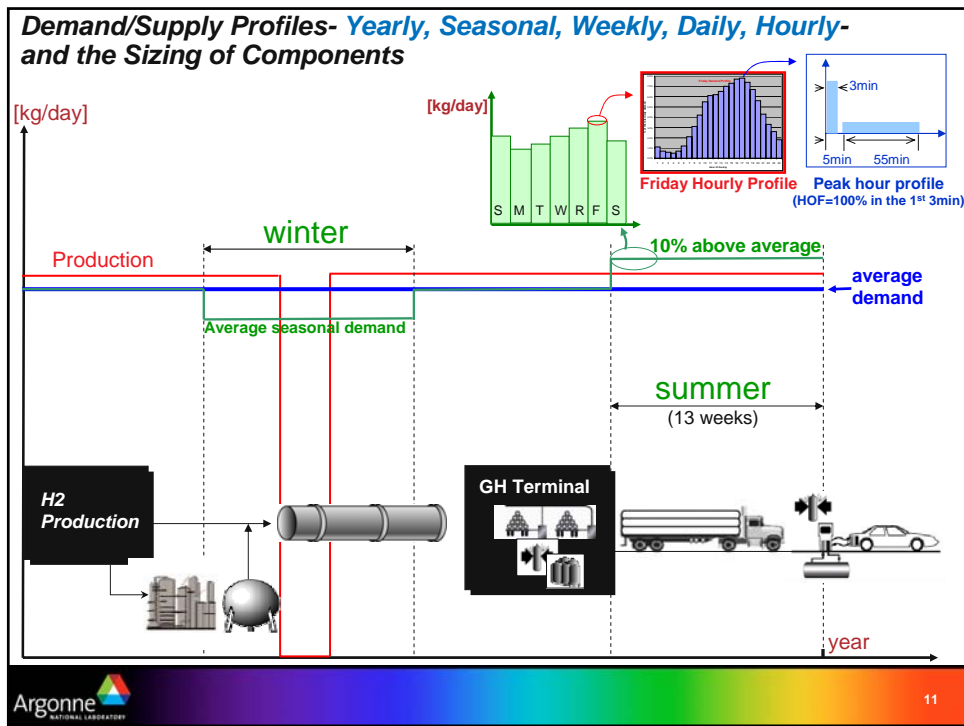 Demand/Supply Profiles- Yearly, Seasonal, Weekly, Daily, Hourly-
and the Sizing of Components
[kg/day]
[kg/day]
S M T W R F S
Friday Hourly Profile
3min
5min 55min
Peak hour profile
(HOF=100% in the 1st 3min)
winter
Production
10% above average
average
demand
Average seasonal demand
summer
(13 weeks)
H2
Production
GH Terminal
year
Argonne
NATIONAL LABORATORY
11